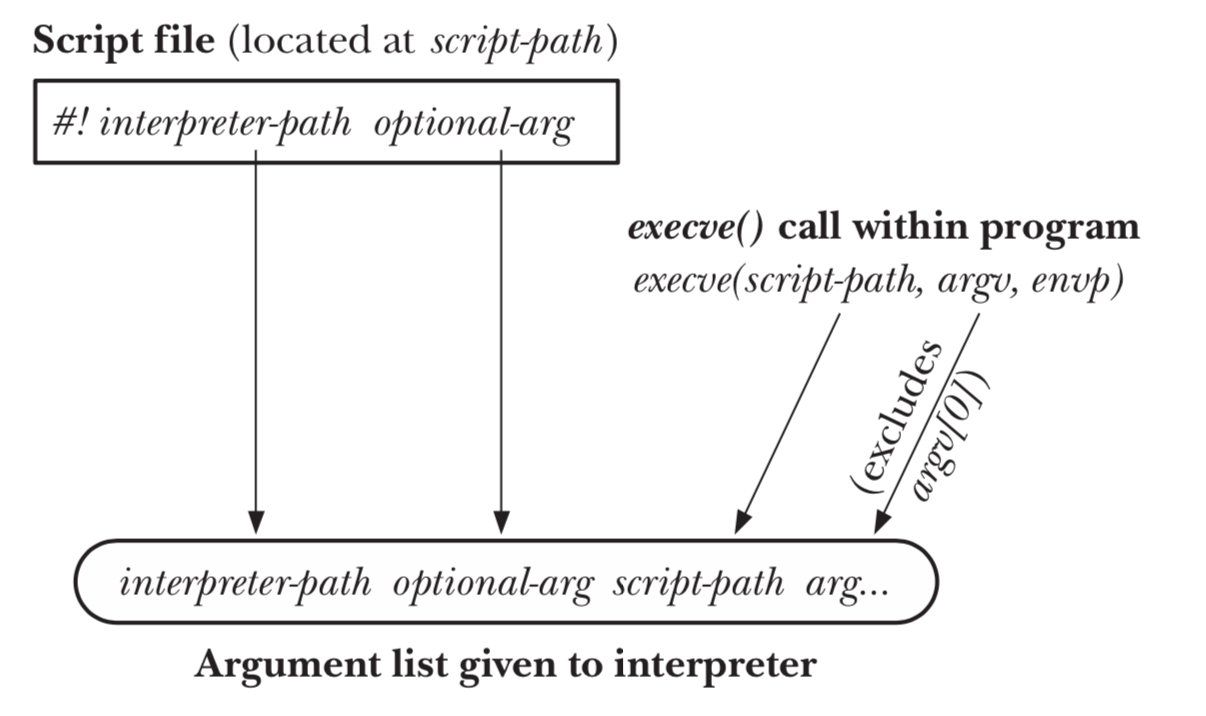 Script file (located at script-path)
#! interpreter-path optional-arg
execve() call within program
execve(script-path, argv, envp)
(excludes
argv[0])
interpreter-path optional-arg script-path arg...
Argument list given to interpreter